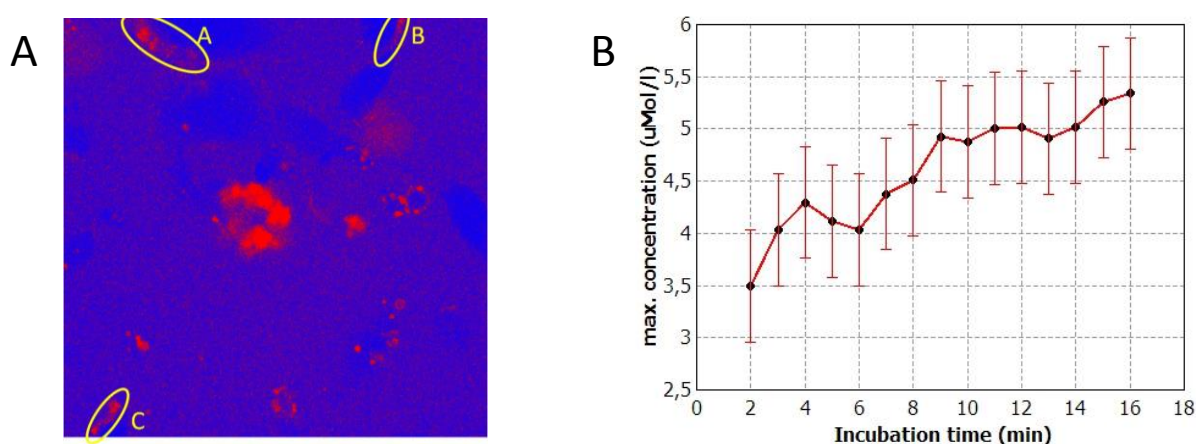 A
A
B
C
B
max. concentration (uMol/l)
6
5,5
5
4,5
4
3,5
3
2,5
0 2 4 6 8 10 12 14 16 18
Incubation time (min)